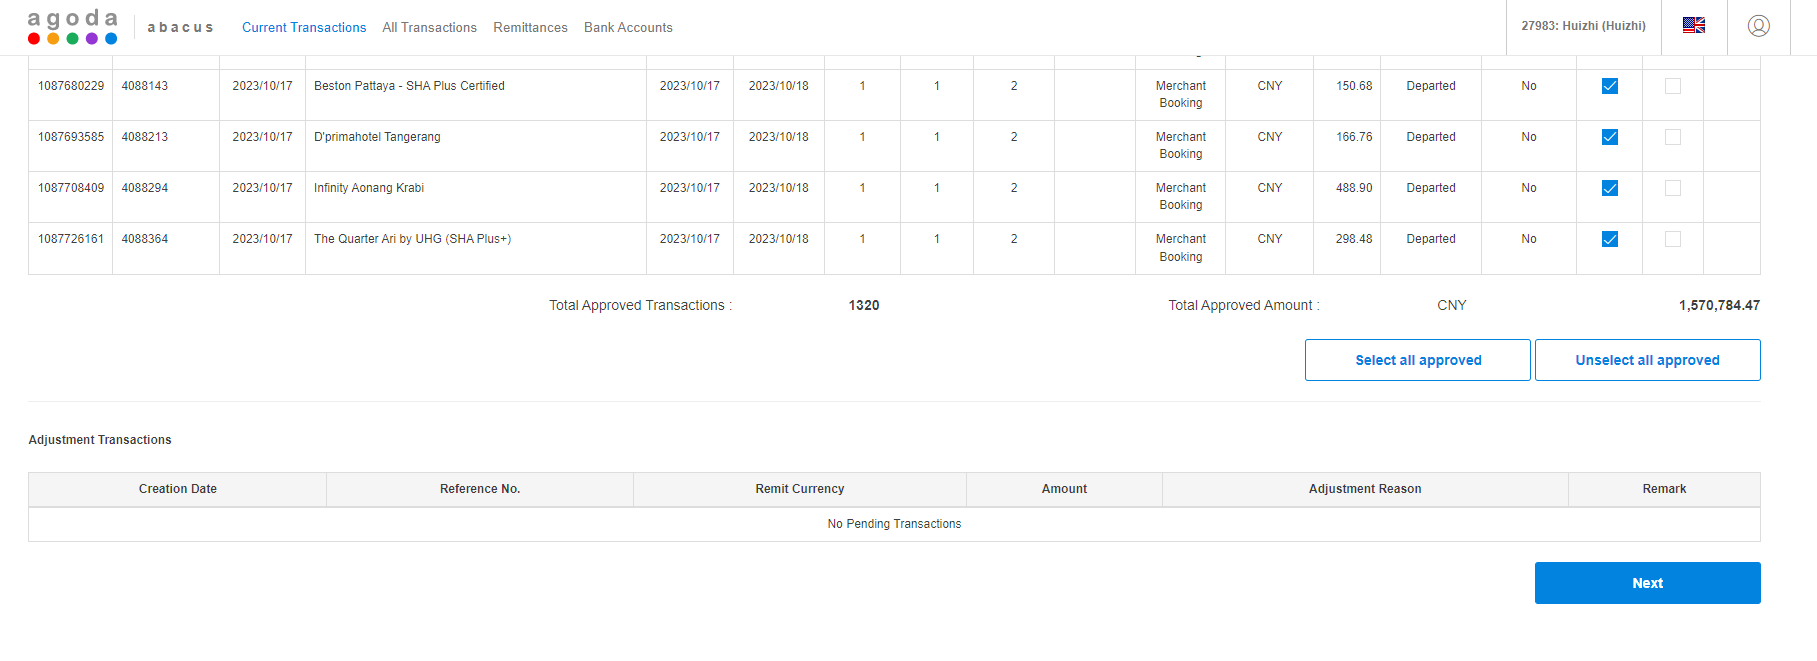 agoda abacus Current Transactions All Transactions Remittances Bank Accounts 27983: Huizhi (Huizhi)
1087680229 4088143 2023/10/17 Beston Pattaya - SHA Plus Certified 2023/10/17 2023/10/18 1 1 2 Merchant Booking CNY 150.68 Departed No
1087693585 4088213 2023/10/17 D'primahotel Tangerang 2023/10/17 2023/10/18 1 1 2 Merchant Booking CNY 166.76 Departed No
1087708409 4088294 2023/10/17 Infinity Aonang Krabi 2023/10/17 2023/10/18 1 1 2 Merchant Booking CNY 488.90 Departed No
1087726161 4088364 2023/10/17 The Quarter Ari by UHG (SHA Plus+) 2023/10/17 2023/10/18 1 1 2 Merchant Booking CNY 298.48 Departed No
Total Approved Transactions : 1320 Total Approved Amount : CNY 1,570,784.47
Select all approved Unselect all approved
Adjustment Transactions
Creation Date Reference No. Remit Currency Amount Adjustment Reason Remark
No Pending Transactions
Next